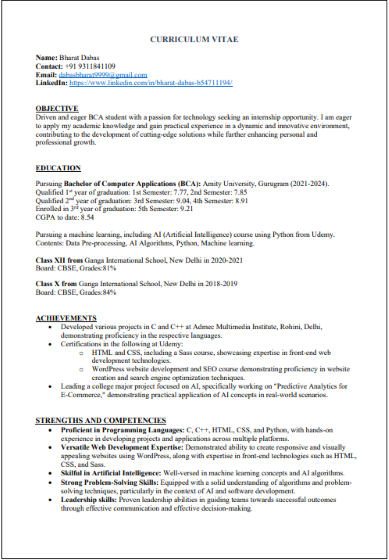 CURRICULUM VITAE
Name: Bharat Dabas
Contact: +91 9311841109
Email: dabasbharat9999@gmail.com
LinkedIn: https://www.linkedin.com/in/bharat-dabas-b54711194/
OBJECTIVE
Driven and eager BCA student with a passion for technology seeking an internship opportunity. I am eager
to apply my academic knowledge and gain practical experience in a dynamic and innovative environment,
contributing to the development of cutting-edge solutions while further enhancing personal and
professional growth.
EDUCATION
Pursuing Bachelor of Computer Applications (BCA): Amity University, Gurugram (2021-2024).
Qualified 1st year of graduation: 1st Semester: 7.77, 2nd Semester: 7.85
Qualified 2nd year of graduation: 3rd Semester: 9.04, 4th Semester: 8.91
Enrolled in 3rd year of graduation: 5th Semester: 9.21
CGPA to date: 8.54
Pursuing a machine learning, including AI (Artificial Intelligence) course using Python from Udemy.
Contents: Data Pre-processing, AI Algorithms, Python, Machine learning.
Class XII from Ganga International School, New Delhi in 2020-2021
Board: CBSE, Grades:81%
Class X from Ganga International School, New Delhi in 2018-2019
Board: CBSE, Grades:84%
ACHIEVEMENTS
• Developed various projects in C and C++ at Admec Multimedia Institute, Rohini, Delhi,
demonstrating proficiency in the respective languages.
• Certifications in the following at Udemy:
o HTML and CSS, including a Sass course, showcasing expertise in front-end web
development technologies.
o WordPress website development and SEO course demonstrating proficiency in website
creation and search engine optimization techniques.
• Leading a college major project focused on AI, specifically working on "Predictive Analytics for
E-Commerce," demonstrating practical application of AI concepts in real-world scenarios.
STRENGTHS AND COMPETENCIES
• Proficient in Programming Languages: C, C++, HTML, CSS, and Python, with hands-on
experience in developing projects and applications across multiple platforms.
• Versatile Web Development Expertise: Demonstrated ability to create responsive and visually
appealing websites using WordPress, along with expertise in front-end technologies such as HTML,
CSS, and Sass.
• Skilful in Artificial Intelligence: Well-versed in machine learning concepts and AI algorithms.
• Strong Problem-Solving Skills: Equipped with a solid understanding of algorithms and problem-
solving techniques, particularly in the context of AI and software development.
• Leadership skills: Proven leadership abilities in guiding teams towards successful outcomes
through effective communication and effective decision-making.